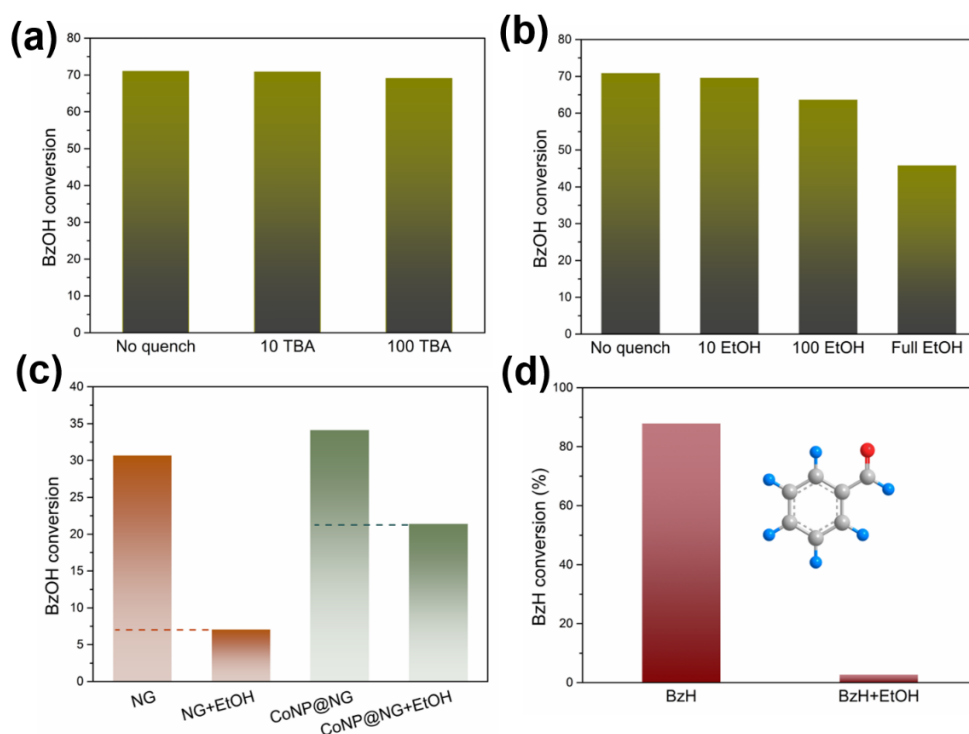 (a)
80
70
60
50
40
30
20
10
0
BzOH conversion
No quench 10 TBA 100 TBA
(b)
80
70
60
50
40
30
20
10
0
BzOH conversion
No quench 10 EtOH 100 EtOH Full EtOH
(c)
40
35
30
25
20
15
10
5
0
BzOH conversion
NG NG+EtOH CoNP@NG CoNP@NG+EtOH
(d)
100
80
60
40
20
0
BzH conversion (%)
BzH BzH+EtOH